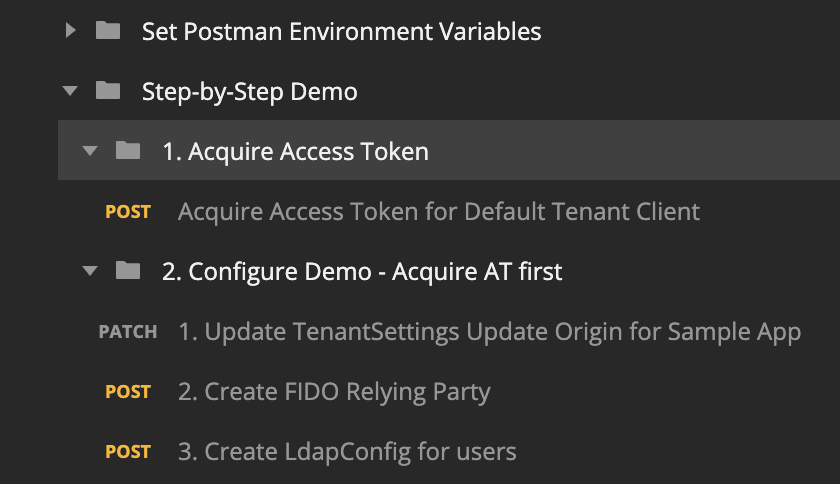 Set Postman Environment Variables
Step-by-Step Demo
1. Acquire Access Token
POST Acquire Access Token for Default Tenant Client
2. Configure Demo - Acquire AT first
PATCH 1. Update TenantSettings Update Origin for Sample App
POST 2. Create FIDO Relying Party
POST 3. Create LdapConfig for users